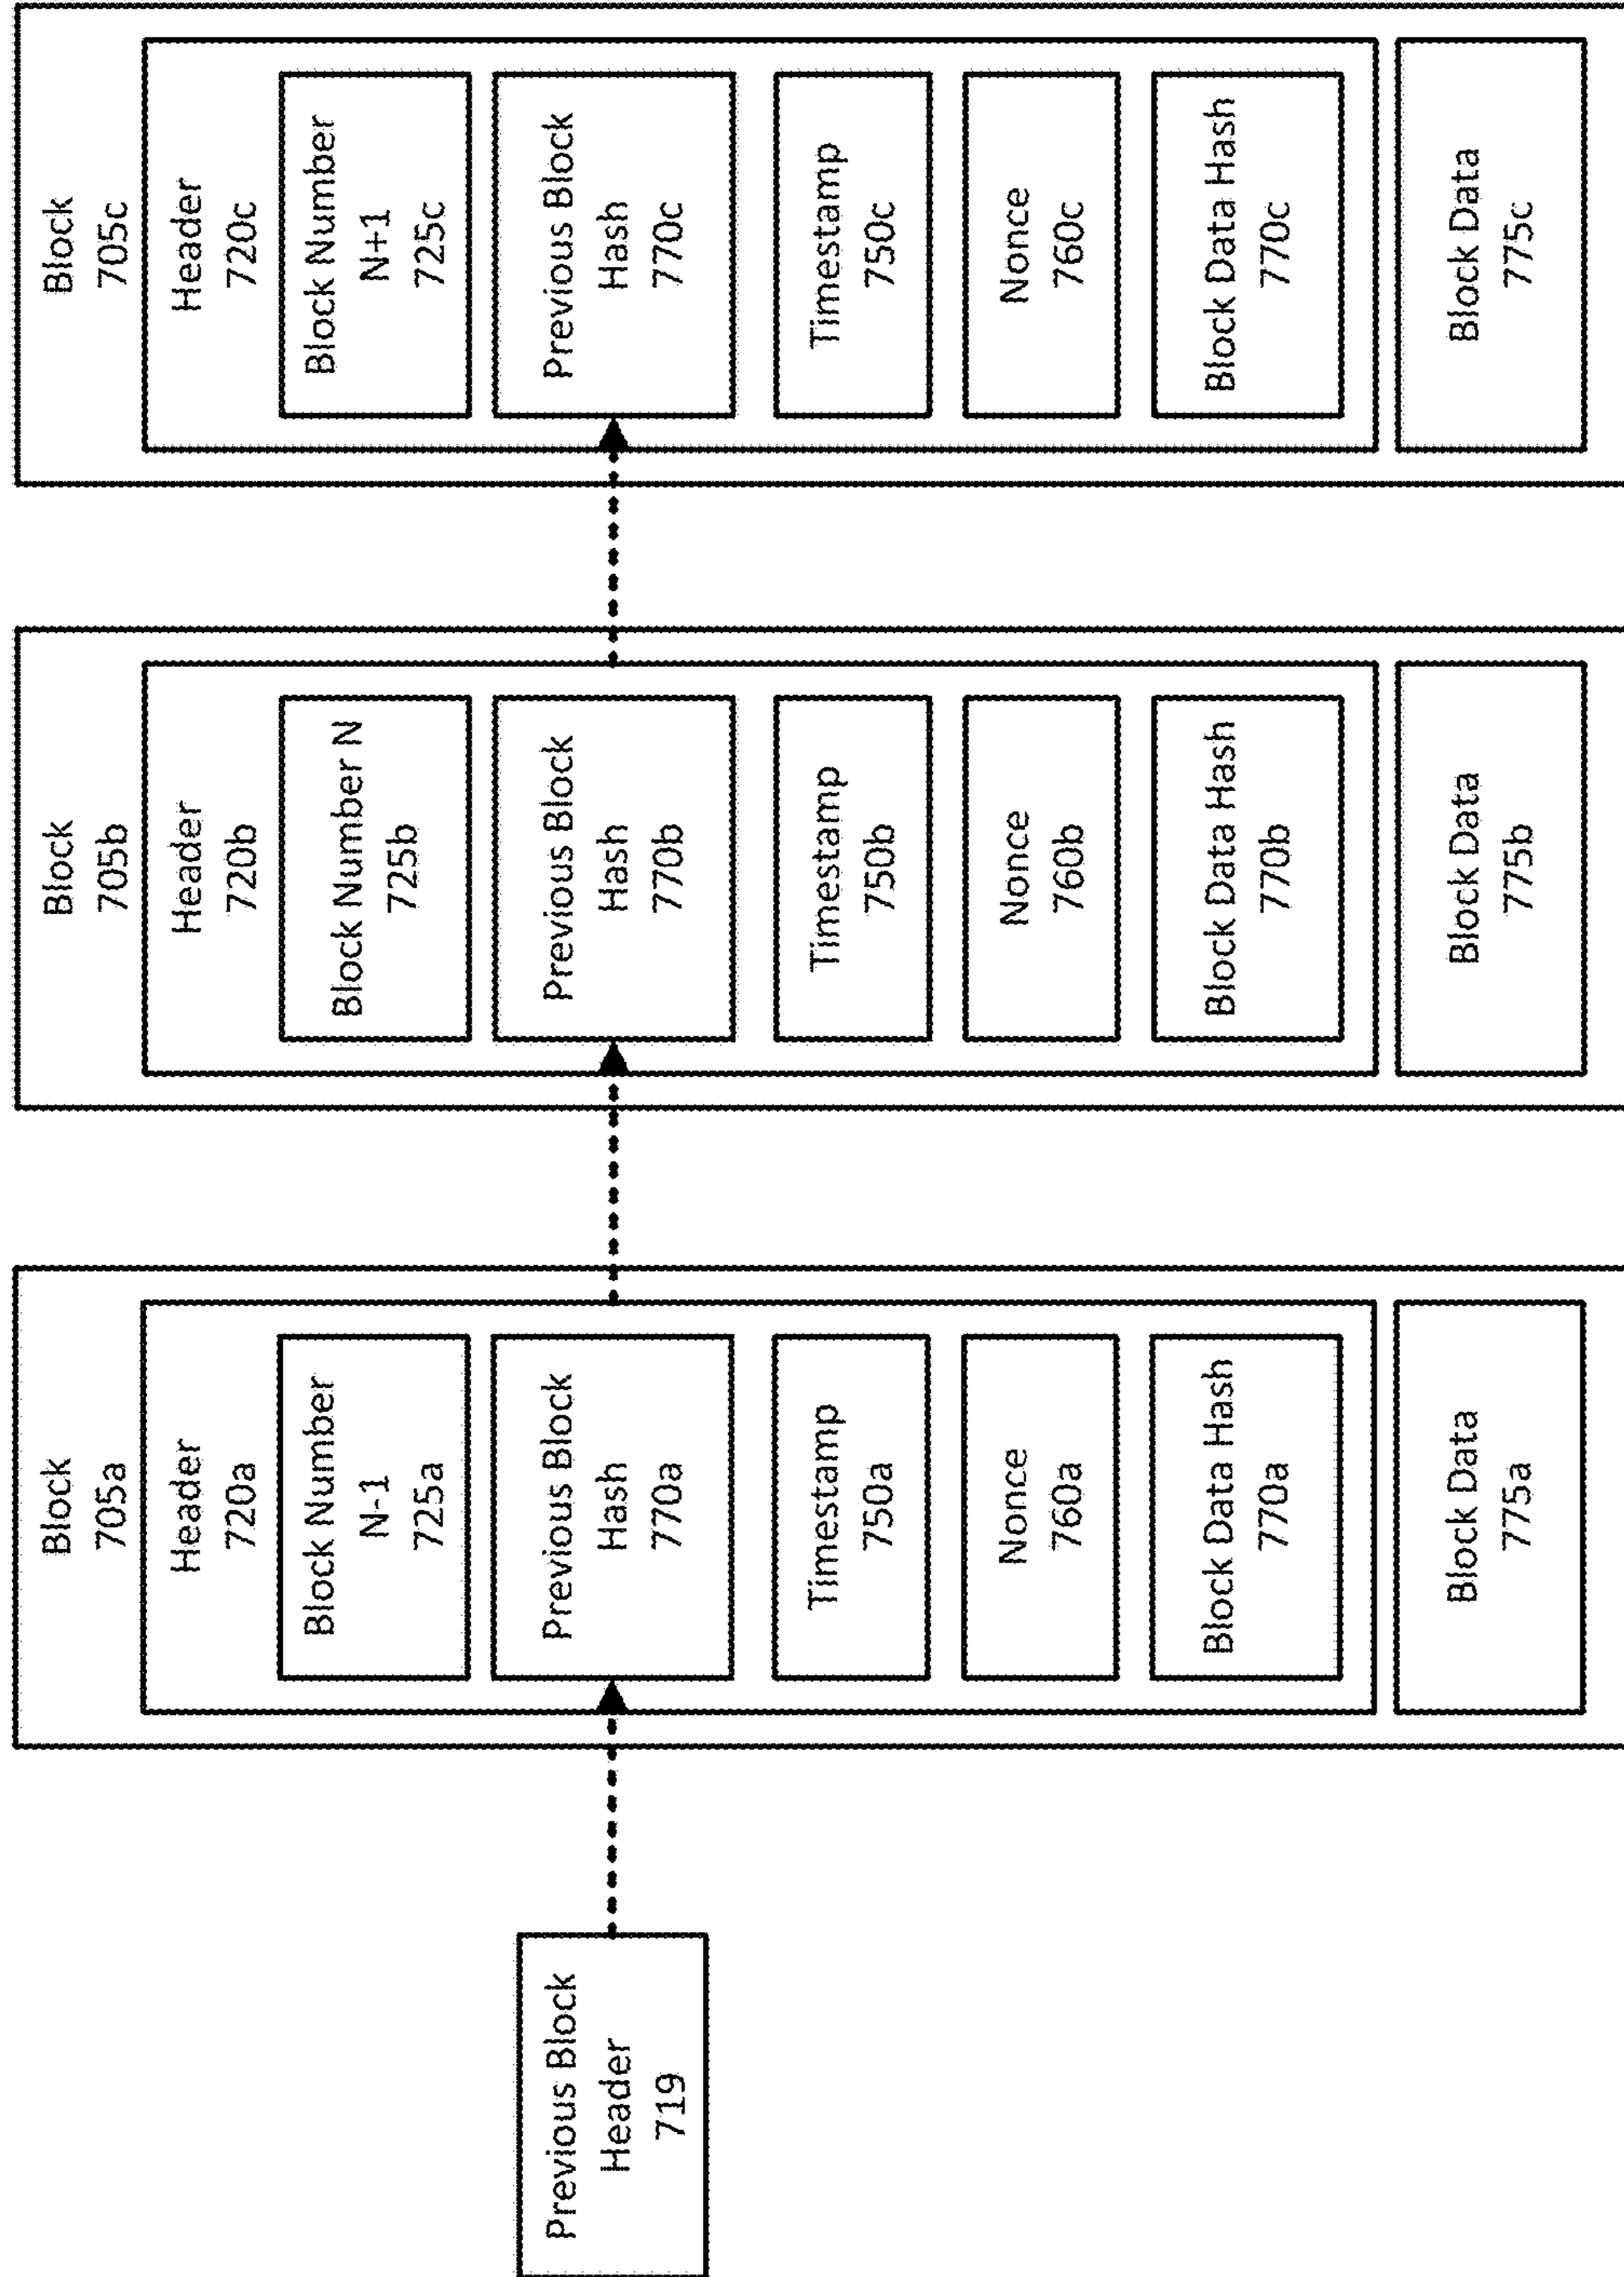 Previous Block
Header
719
Block
705a
Header
720a
Block Number
N-1
725a
Previous Block
Hash
770a
Timestamp
750a
Nonce
760a
Block Data Hash
770a
Block Data
775a
Block
705b
Header
720b
Block Number N
725b
Previous Block
Hash
770b
Timestamp
750b
Nonce
760b
Block Data Hash
770b
Block Data
775b
Block
705c
Header
720c
Block Number
N+1
725c
Previous Block
Hash
770c
Timestamp
750c
Nonce
760c
Block Data Hash
770c
Block Data
775c